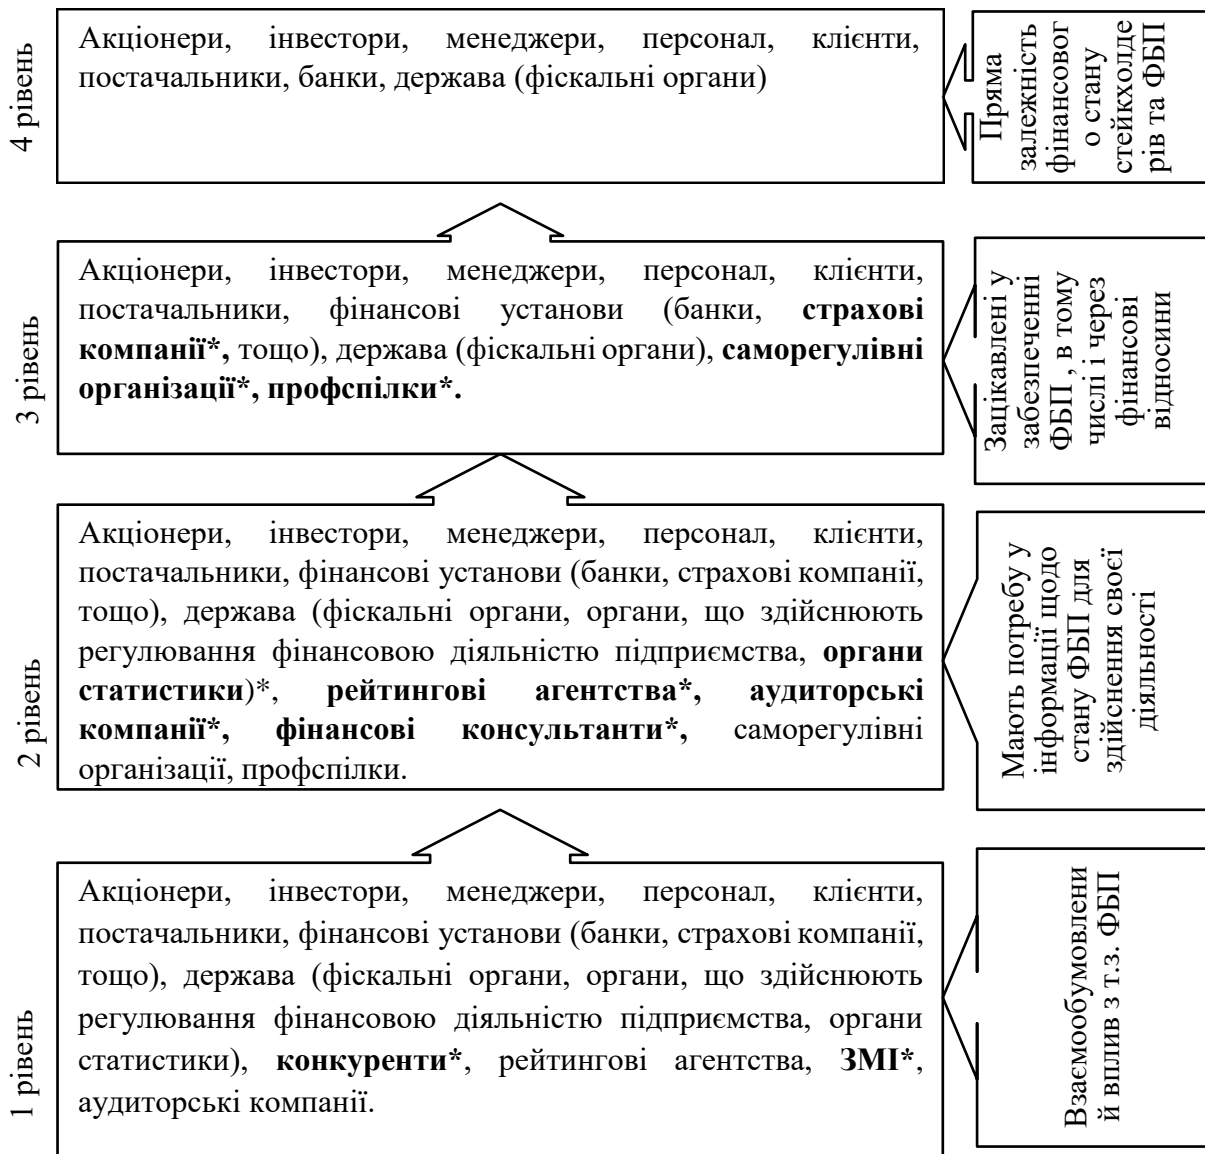 4 рівень
Акціонери, інвестори, менеджери, персонал, клієнти,
постачальники, банки, держава (фіскальні органи)
Пряма
залежність
фінансовог
о стану
стейкхолде
рів та ФБП
3 рівень
Акціонери, інвестори, менеджери, персонал, клієнти,
постачальники, фінансові установи (банки, страхові
компанії*, тощо), держава (фіскальні органи), саморегулівні
організації*, профспілки*.
Зацікавлені у
забезпеченні
ФБП , в тому
числі і через
фінансові
відносини
2 рівень
Акціонери, інвестори, менеджери, персонал, клієнти,
постачальники, фінансові установи (банки, страхові компанії,
тощо), держава (фіскальні органи, органи, що здійснюють
регулювання фінансовою діяльністю підприємства, органи
статистики)*, рейтингові агентства*, аудиторські
компанії*, фінансові консультанти*, саморегулівні
організації, профспілки.
Мають потребу у
інформації щодо
стану ФБП для
здійснення своєї
діяльності
1 рівень
Акціонери, інвестори, менеджери, персонал, клієнти,
постачальники, фінансові установи (банки, страхові компанії,
тощо), держава (фіскальні органи, органи, що здійснюють
регулювання фінансовою діяльністю підприємства, органи
статистики), конкуренти*, рейтингові агентства, ЗМІ*,
аудиторські компанії.
Взаємообумовлени
й вплив з т.з. ФБП